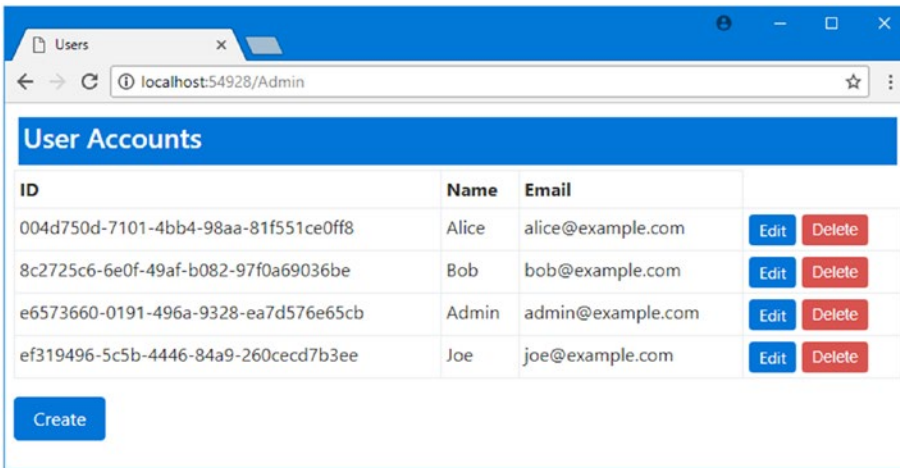 Users
localhost:54928/Admin
User Accounts
ID Name Email
004d750d-7101-4bb4-98aa-81f551ce0ff8 Alice alice@example.com Edit Delete
8c2725c6-6e0f-49af-b082-97f0a69036be Bob bob@example.com Edit Delete
e6573660-0191-496a-9328-ea7d576e65cb Admin admin@example.com Edit Delete
ef319496-5c5b-4446-84a9-260cecd7b3ee Joe joe@example.com Edit Delete
Create